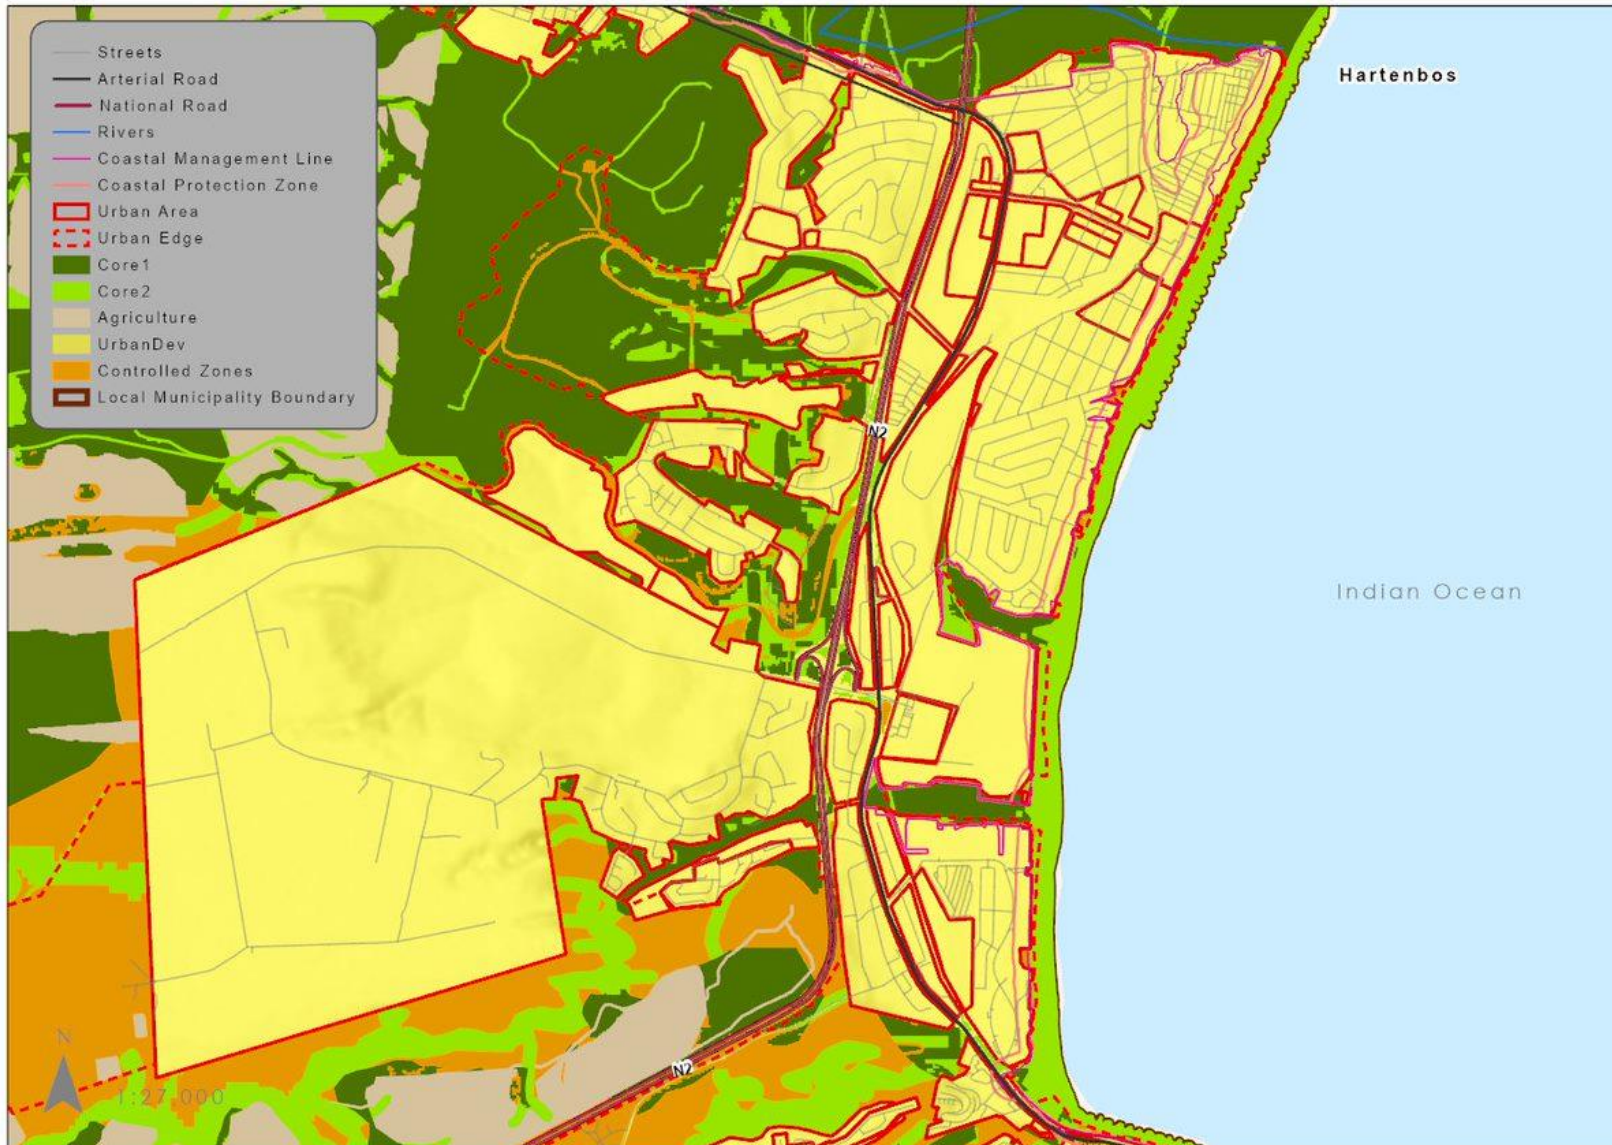 Streets
Arterial Road
National Road
Rivers
Coastal Management Line
Coastal Protection Zone
Urban Area
Urban Edge
Core1
Core2
Agriculture
UrbanDev
Controlled Zones
Local Municipality Boundary
Hartenbos
N2
Indian Ocean
N
1:27 000
N2